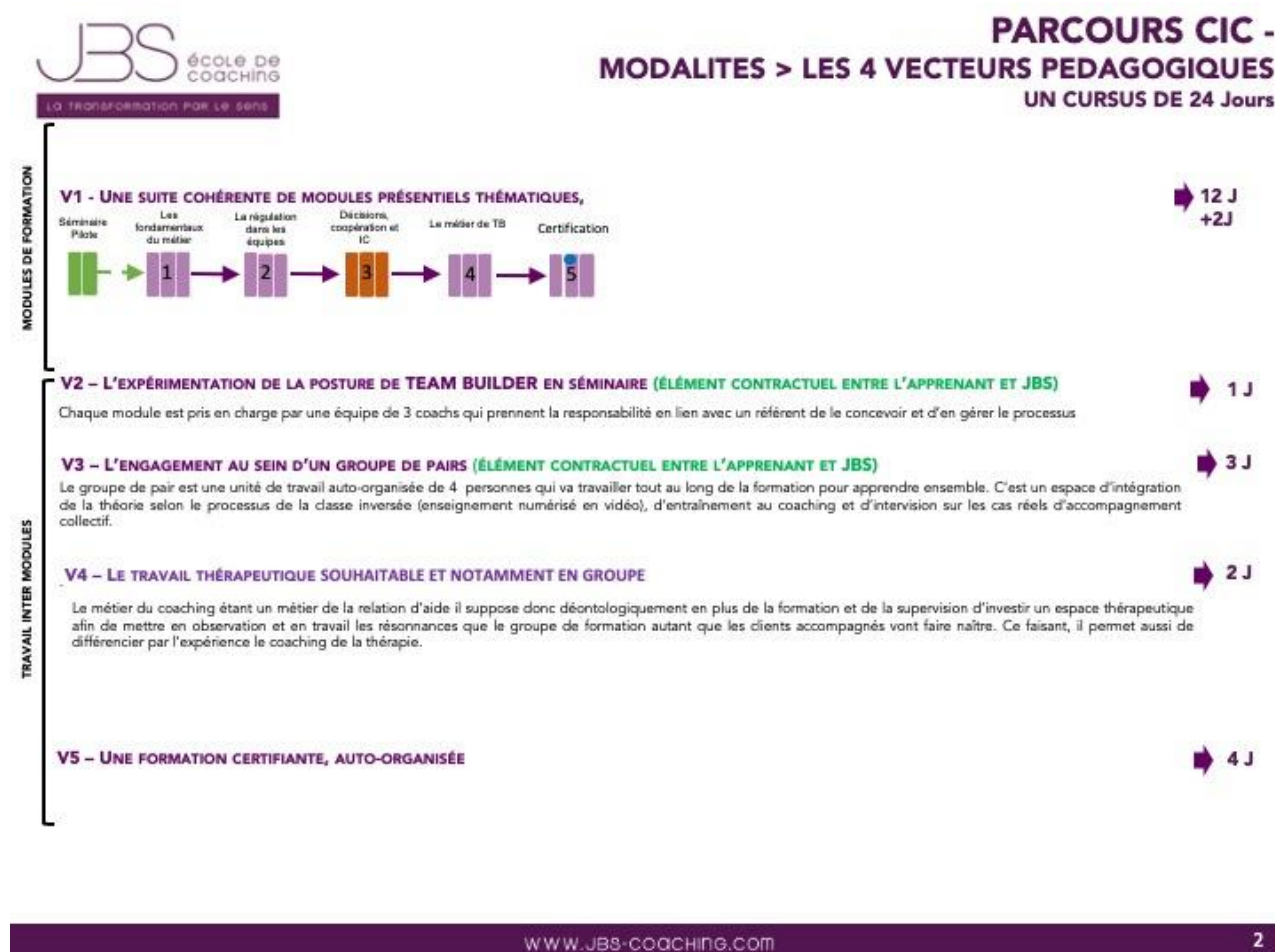 JBS école de coaching
La transformation par le sens
PARCOURS CIC -
MODALITES > LES 4 VECTEURS PEDAGOGIQUES
UN CURSUS DE 24 Jours
MODULES DE FORMATION
V1 - UNE SUITE COHÉRENTE DE MODULES PRÉSENTIELS THÉMATIQUES,
12 J
+2J
Séminaire Pilote
Les fondamentaux du métier
La régulation dans les équipes
Décisions, coopération et IC
Le métier de TB
Certification
1 2 3 4 5
TRAVAIL INTER MODULES
V2 – L'EXPÉRIMENTATION DE LA POSTURE DE TEAM BUILDER EN SÉMINAIRE (ÉLÉMENT CONTRACTUEL ENTRE L'APPRENANT ET JBS)
1 J
Chaque module est pris en charge par une équipe de 3 coachs qui prennent la responsabilité en lien avec un référent de le concevoir et d'en gérer le processus
V3 – L'ENGAGEMENT AU SEIN D'UN GROUPE DE PAIRS (ÉLÉMENT CONTRACTUEL ENTRE L'APPRENANT ET JBS)
3 J
Le groupe de pair est une unité de travail auto-organisée de 4 personnes qui va travailler tout au long de la formation pour apprendre ensemble. C'est un espace d'intégration
de la théorie selon le processus de la classe inversée (enseignement numérisé en vidéo), d'entraînement au coaching et d'intervision sur les cas réels d'accompagnement
collectif.
V4 – LE TRAVAIL THÉRAPEUTIQUE SOUHAITABLE ET NOTAMMENT EN GROUPE
2 J
Le métier du coaching étant un métier de la relation d'aide il suppose donc déontologiquement en plus de la formation et de la supervision d'investir un espace thérapeutique
afin de mettre en observation et en travail les résonnances que le groupe de formation autant que les clients accompagnés vont faire naître. Ce faisant, il permet aussi de
différencier par l'expérience le coaching de la thérapie.
V5 – UNE FORMATION CERTIFIANTE, AUTO-ORGANISÉE
4 J
www.JBS-coaching.com
2